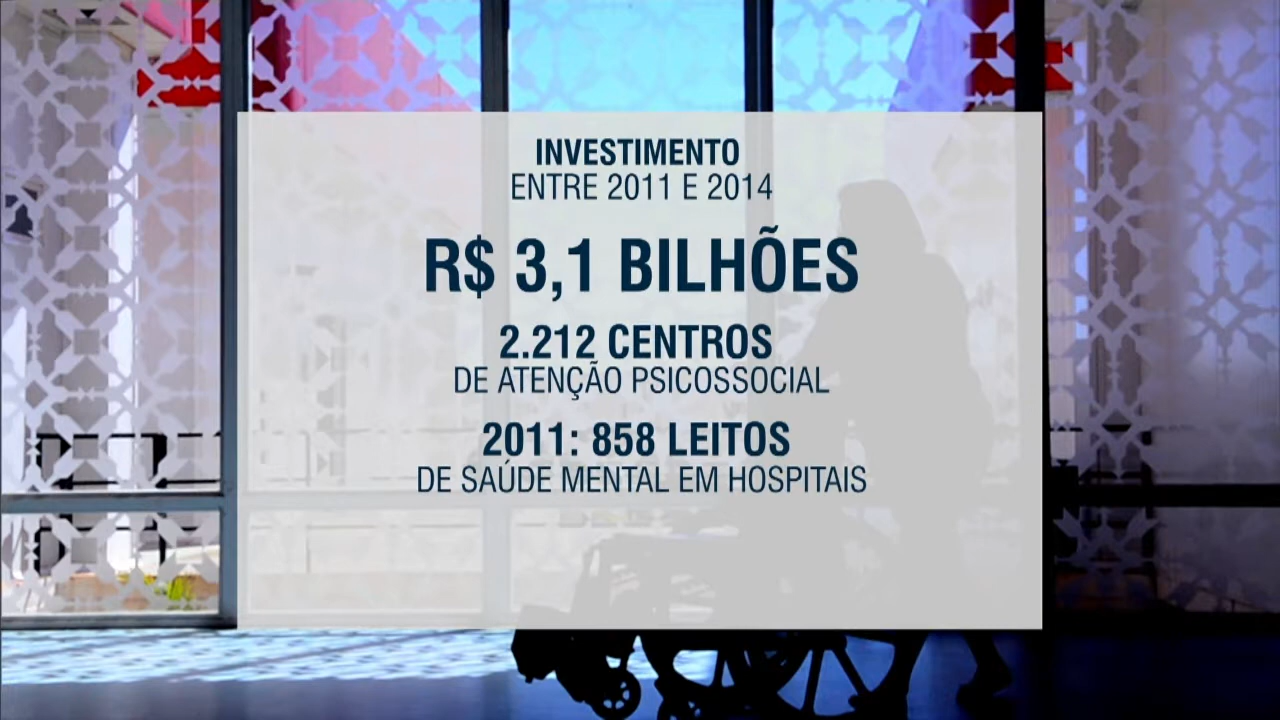 INVESTIMENTO
ENTRE 2011 E 2014
R$ 3,1 BILHÕES
2.212 CENTROS
DE ATENÇÃO PSICOSSOCIAL
2011: 858 LEITOS
DE SAÚDE MENTAL EM HOSPITAIS